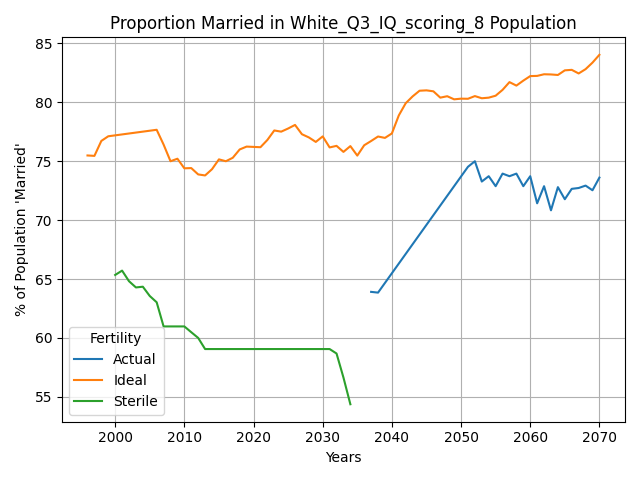 Proportion Married in White_Q3_IQ_scoring_8 Population
% of Population 'Married'
85
80
75
70
65
60
55
Fertility
Actual
Ideal
Sterile
2000 2010 2020 2030 2040 2050 2060 2070
Years